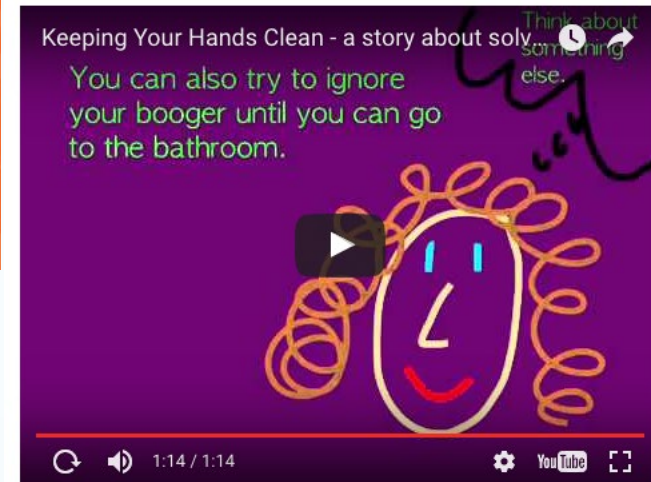 Keeping Your Hands Clean - a story about solv...
Think about
something
else.
You can also try to ignore
your booger until you can go
to the bathroom.
1:14 / 1:14
YouTube